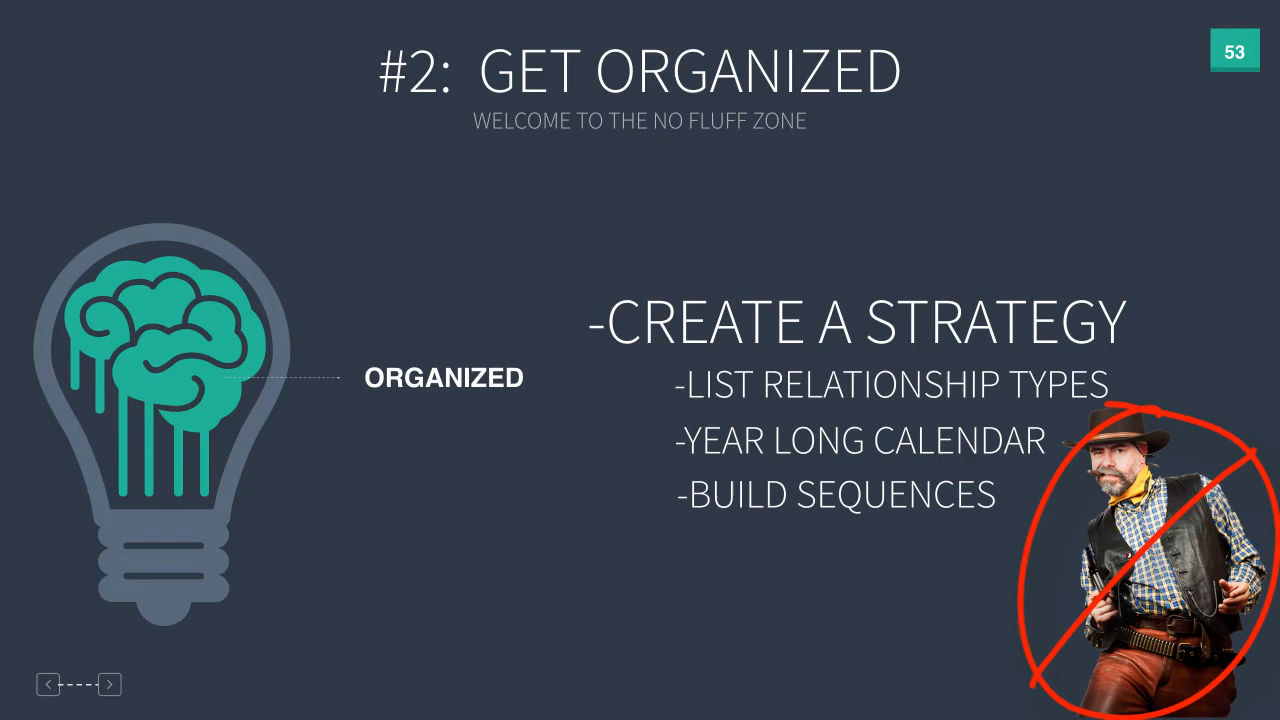 #2: GET ORGANIZED
53
WELCOME TO THE NO FLUFF ZONE
-CREATE A STRATEGY
ORGANIZED
-LIST RELATIONSHIP TYPES
-YEAR LONG CALENDAR
-BUILD SEQUENCES